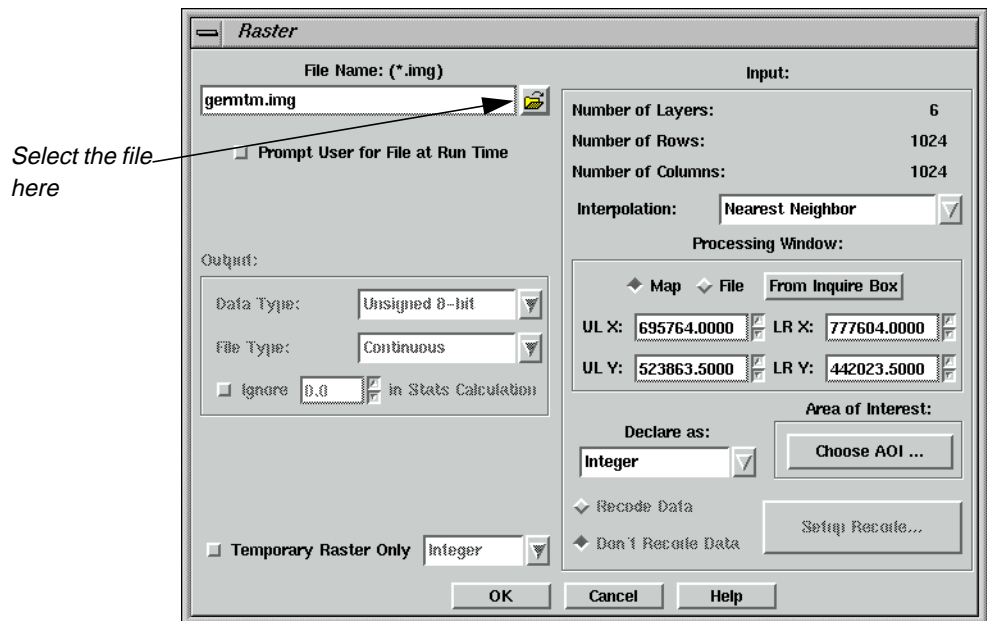 Raster
File Name: (*.img)
germtm.img
Select the file
here
Prompt User for File at Run Time
Output:
Data Type: Unsigned 8-bit
File Type: Continuous
Ignore 0.0 in Stats Calculation
Temporary Raster Only Integer
Input:
Number of Layers: 6
Number of Rows: 1024
Number of Columns: 1024
Interpolation: Nearest Neighbor
Processing Window:
Map File From Inquire Box
UL X: 695764.0000 LR X: 777604.0000
UL Y: 523863.5000 LR Y: 442023.5000
Area of Interest:
Declare as:
Integer
Choose AOI ...
Recode Data
Don't Recode Data
Setup Recode...
OK Cancel Help